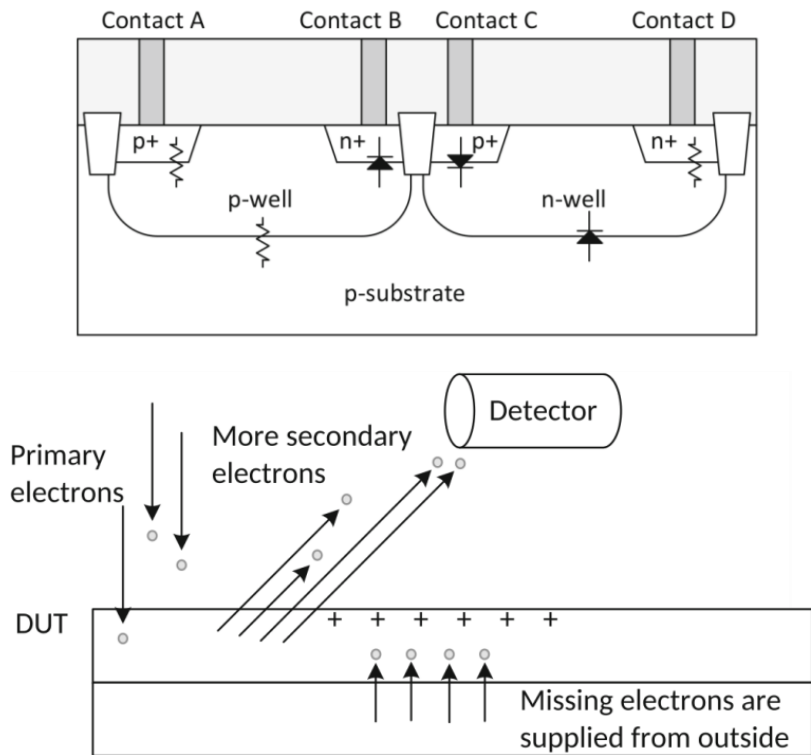 Contact A
Contact B
Contact C
Contact D
p+
n+
p+
n+
p-well
n-well
p-substrate
Detector
More secondary
electrons
Primary
electrons
DUT
+ + + + + +
Missing electrons are
supplied from outside